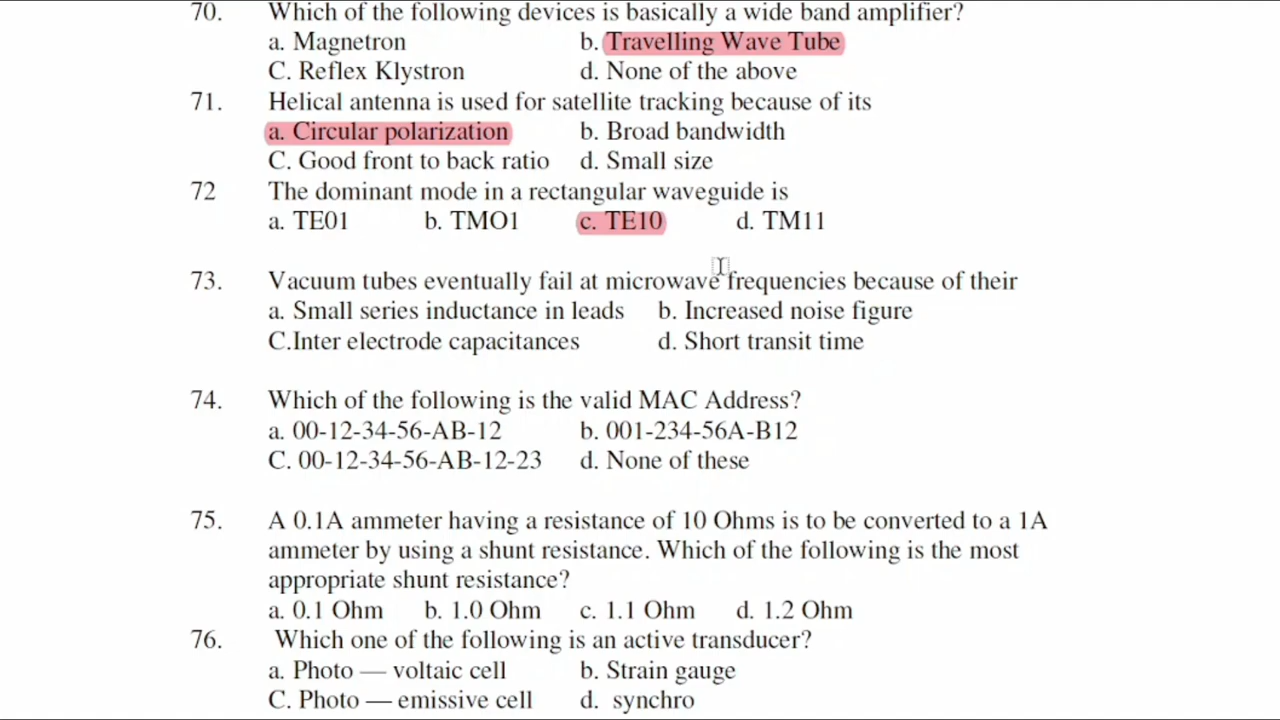 70. Which of the following devices is basically a wide band amplifier?
a. Magnetron b. Travelling Wave Tube
C. Reflex Klystron d. None of the above
71. Helical antenna is used for satellite tracking because of its
a. Circular polarization b. Broad bandwidth
C. Good front to back ratio d. Small size
72 The dominant mode in a rectangular waveguide is
a. TE01 b. TMO1 c. TE10 d. TM11
73. Vacuum tubes eventually fail at microwave frequencies because of their
a. Small series inductance in leads b. Increased noise figure
C.Inter electrode capacitances d. Short transit time
74. Which of the following is the valid MAC Address?
a. 00-12-34-56-AB-12 b. 001-234-56A-B12
C. 00-12-34-56-AB-12-23 d. None of these
75. A 0.1A ammeter having a resistance of 10 Ohms is to be converted to a 1A
ammeter by using a shunt resistance. Which of the following is the most
appropriate shunt resistance?
a. 0.1 Ohm b. 1.0 Ohm c. 1.1 Ohm d. 1.2 Ohm
76. Which one of the following is an active transducer?
a. Photo — voltaic cell b. Strain gauge
C. Photo — emissive cell d. synchro